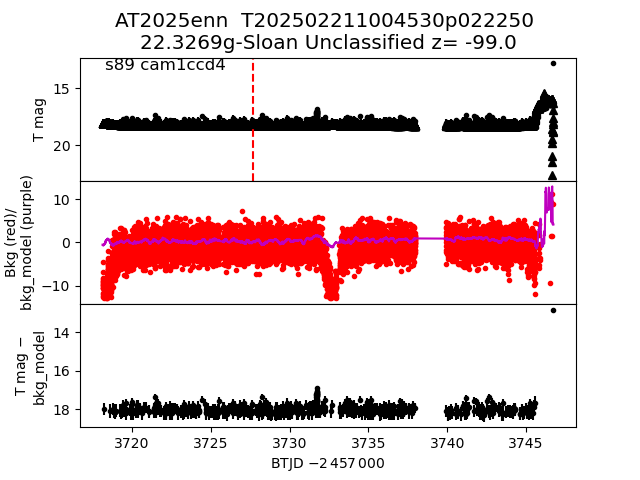 AT2025enn T202502211004530p022250
22.3269g-Sloan Unclassified z= -99.0
s89 cam1ccd4
T mag
15
20
Bkg (red)/
bkg_model (purple)
10
0
−10
T mag −
bkg_model
14
16
18
3720 3725 3730 3735 3740 3745
BTJD −2 457 000